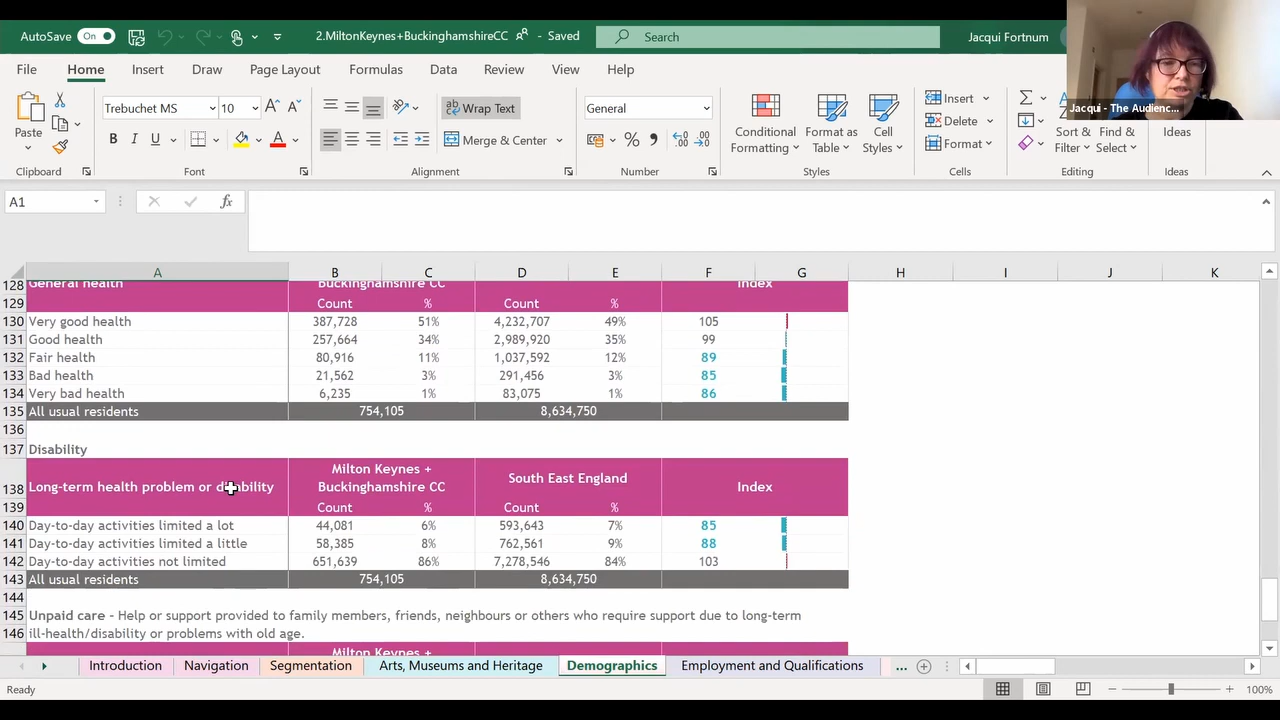 AutoSave On 2.MiltonKeynes+BuckinghamshireCC - Saved Search Jacqui Fortnum
File Home Insert Draw Page Layout Formulas Data Review View Help
Jacqui - The Audienc...
Paste Trebuchet MS 10 Wrap Text General Conditional Formatting Format as Table Cell Styles Insert Delete Format Sort & Filter Find & Select Ideas
B I U Merge & Center
Clipboard Font Alignment Number Styles Cells Editing Ideas
A1 fx
A B C D E F G H I J K
128 General health Buckinghamshire CC Index
129 Count % Count %
130 Very good health 387,728 51% 4,232,707 49% 105
131 Good health 257,664 34% 2,989,920 35% 99
132 Fair health 80,916 11% 1,037,592 12% 89
133 Bad health 21,562 3% 291,456 3% 85
134 Very bad health 6,235 1% 83,075 1% 86
135 All usual residents 754,105 8,634,750
136
137 Disability
138 Long-term health problem or disability Milton Keynes + Buckinghamshire CC South East England Index
139 Count % Count %
140 Day-to-day activities limited a lot 44,081 6% 593,643 7% 85
141 Day-to-day activities limited a little 58,385 8% 762,561 9% 88
142 Day-to-day activities not limited 651,639 86% 7,278,546 84% 103
143 All usual residents 754,105 8,634,750
144
145 Unpaid care - Help or support provided to family members, friends, neighbours or others who require support due to long-term
146 ill-health/disability or problems with old age.
Milton Keynes +
Introduction Navigation Segmentation Arts, Museums and Heritage Demographics Employment and Qualifications ...
Ready 100%